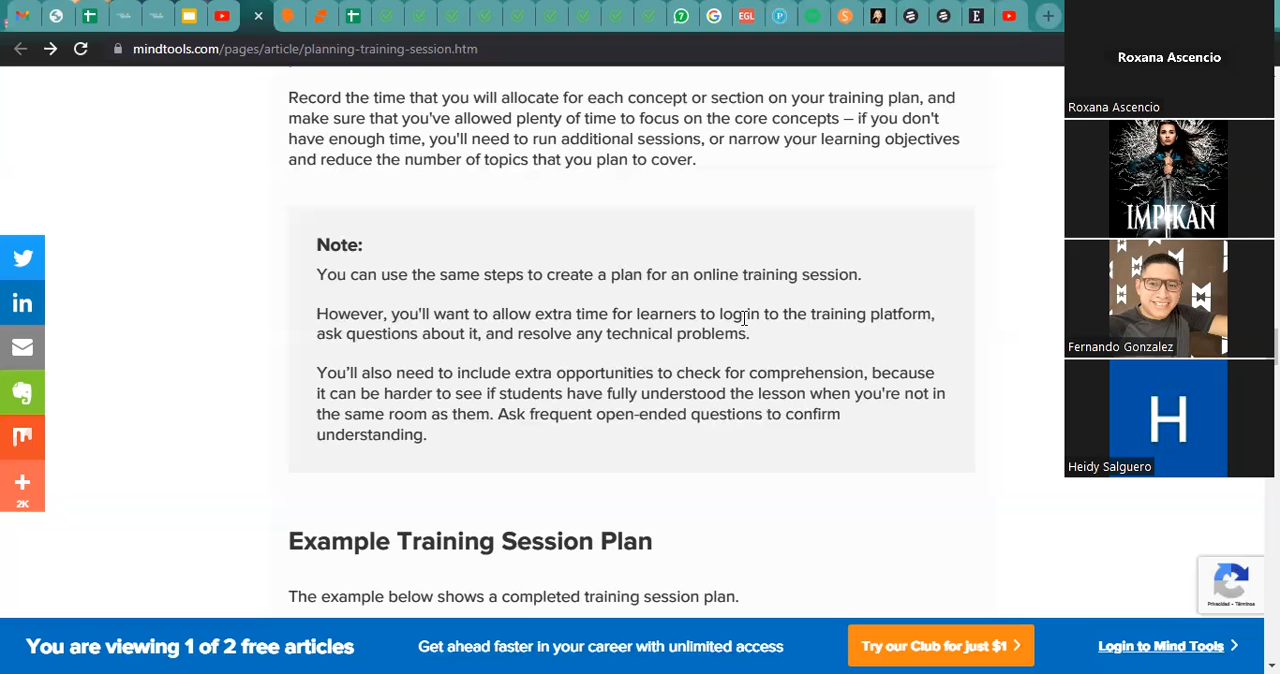 mindtools.com/pages/article/planning-training-session.htm
7
EGL
P
S
E
Record the time that you will allocate for each concept or section on your training plan, and
make sure that you've allowed plenty of time to focus on the core concepts – if you don't
have enough time, you'll need to run additional sessions, or narrow your learning objectives
and reduce the number of topics that you plan to cover.
Note:
You can use the same steps to create a plan for an online training session.
However, you'll want to allow extra time for learners to log in to the training platform,
ask questions about it, and resolve any technical problems.
You'll also need to include extra opportunities to check for comprehension, because
it can be harder to see if students have fully understood the lesson when you're not in
the same room as them. Ask frequent open-ended questions to confirm
understanding.
Example Training Session Plan
The example below shows a completed training session plan.
2K
Roxana Ascencio
Roxana Ascencio
IMPIKAN
Fernando Gonzalez
H
Heidy Salguero
Privacidad - Términos
You are viewing 1 of 2 free articles
Get ahead faster in your career with unlimited access
Try our Club for just $1
Login to Mind Tools